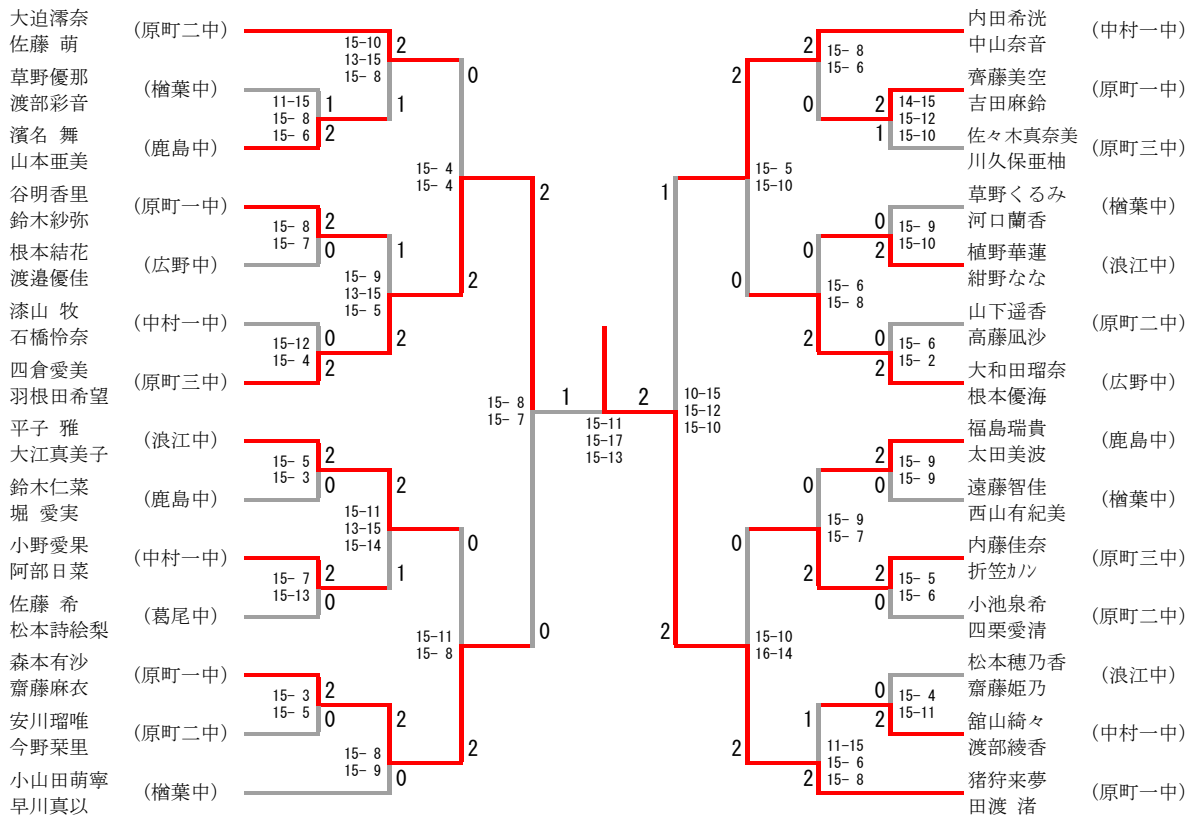 大迫澪奈
佐藤 萌
(原町二中)
草野優那
渡部彩音
(楢葉中)
濱名 舞
山本亜美
(鹿島中)
谷明香里
鈴木紗弥
(原町一中)
根本結花
渡邉優佳
(広野中)
漆山 牧
石橋怜奈
(中村一中)
四倉愛美
羽根田希望
(原町三中)
平子 雅
大江真美子
(浪江中)
鈴木仁菜
堀 愛実
(鹿島中)
小野愛果
阿部日菜
(中村一中)
佐藤 希
松本詩絵梨
(葛尾中)
森本有沙
齋藤麻衣
(原町一中)
安川瑠唯
今野栞里
(原町二中)
小山田萌寧
早川真以
(楢葉中)
11-15
15- 8
15- 6
1
2
15- 8
15- 7
2
0
15-12
15- 4
0
2
15- 5
15- 3
2
0
15- 7
15-13
2
0
15- 3
15- 5
2
0
15-10
13-15
15- 8
2
1
15- 9
13-15
15- 5
1
2
15-11
13-15
15-14
2
1
15- 8
15- 9
2
0
15- 4
15- 4
0
2
15-11
15- 8
0
2
15- 8
15- 7
2
0
1
2
15-11
15-17
15-13
10-15
15-12
15-10
1
2
15- 5
15-10
2
0
15-10
16-14
0
2
15- 8
15- 6
2
0
15- 6
15- 8
0
2
15- 9
15- 7
0
2
11-15
15- 6
15- 8
1
2
14-15
15-12
15-10
2
1
15- 9
15-10
0
2
15- 6
15- 2
0
2
15- 9
15- 9
2
0
15- 5
15- 6
2
0
15- 4
15-11
0
2
内田希洸
中山奈音
(中村一中)
齊藤美空
吉田麻鈴
(原町一中)
佐々木真奈美
川久保亜柚
(原町三中)
草野くるみ
河口蘭香
(楢葉中)
植野華蓮
紺野なな
(浪江中)
山下遥香
高藤凪沙
(原町二中)
大和田瑠奈
根本優海
(広野中)
福島瑞貴
太田美波
(鹿島中)
遠藤智佳
西山有紀美
(楢葉中)
内藤佳奈
折笠ｶﾉﾝ
(原町三中)
小池泉希
四栗愛清
(原町二中)
松本穂乃香
齋藤姫乃
(浪江中)
舘山綺々
渡部綾香
(中村一中)
猪狩来夢
田渡 渚
(原町一中)